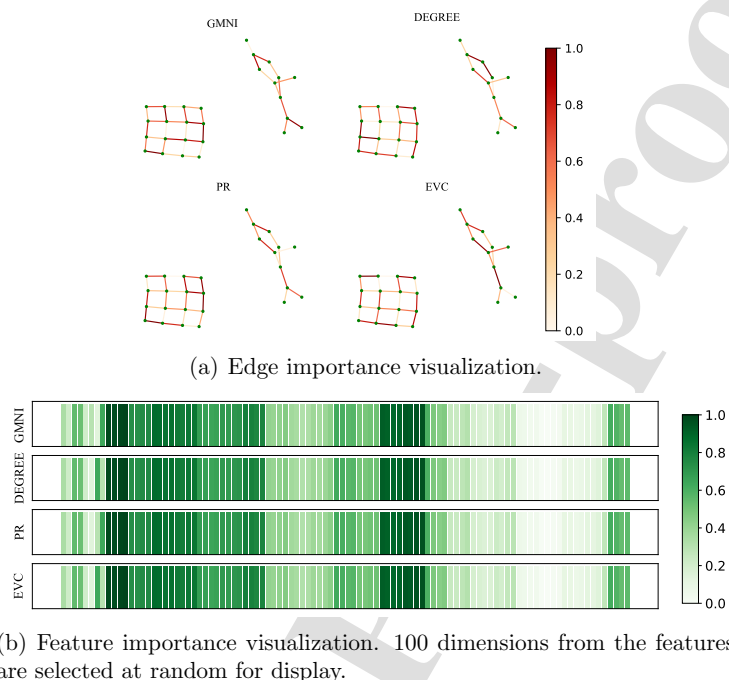 GMNI
DEGREE
1.0
0.8
0.6
0.4
0.2
0.0
PR
EVC
(a) Edge importance visualization.
GMNI
DEGREE
PR
EVC
1.0
0.8
0.6
0.4
0.2
0.0
(b) Feature importance visualization. 100 dimensions from the features
are selected at random for display.